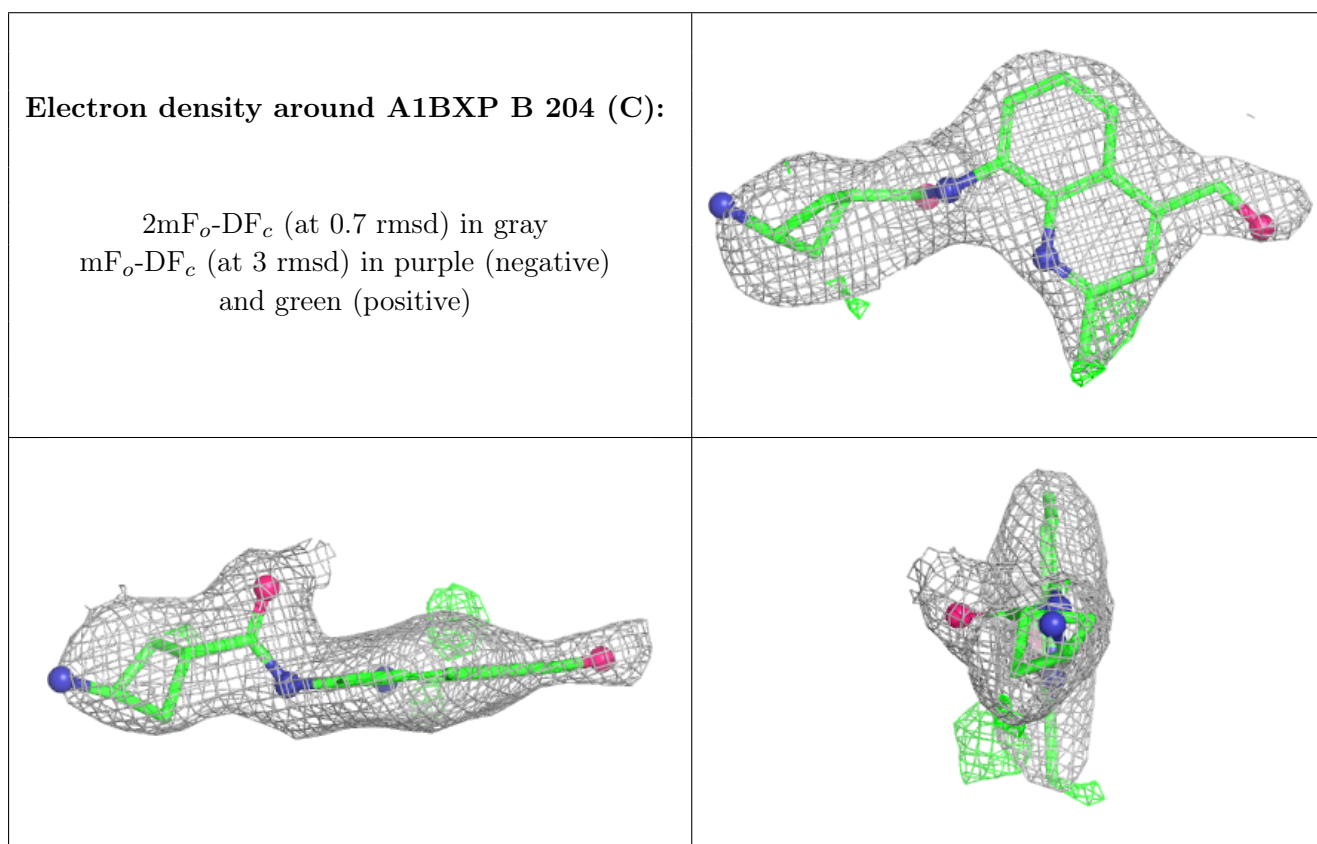 Electron density around A1BXP B 204 (C):
2mFo-DFc (at 0.7 rmsd) in gray
mFo-DFc (at 3 rmsd) in purple (negative)
and green (positive)